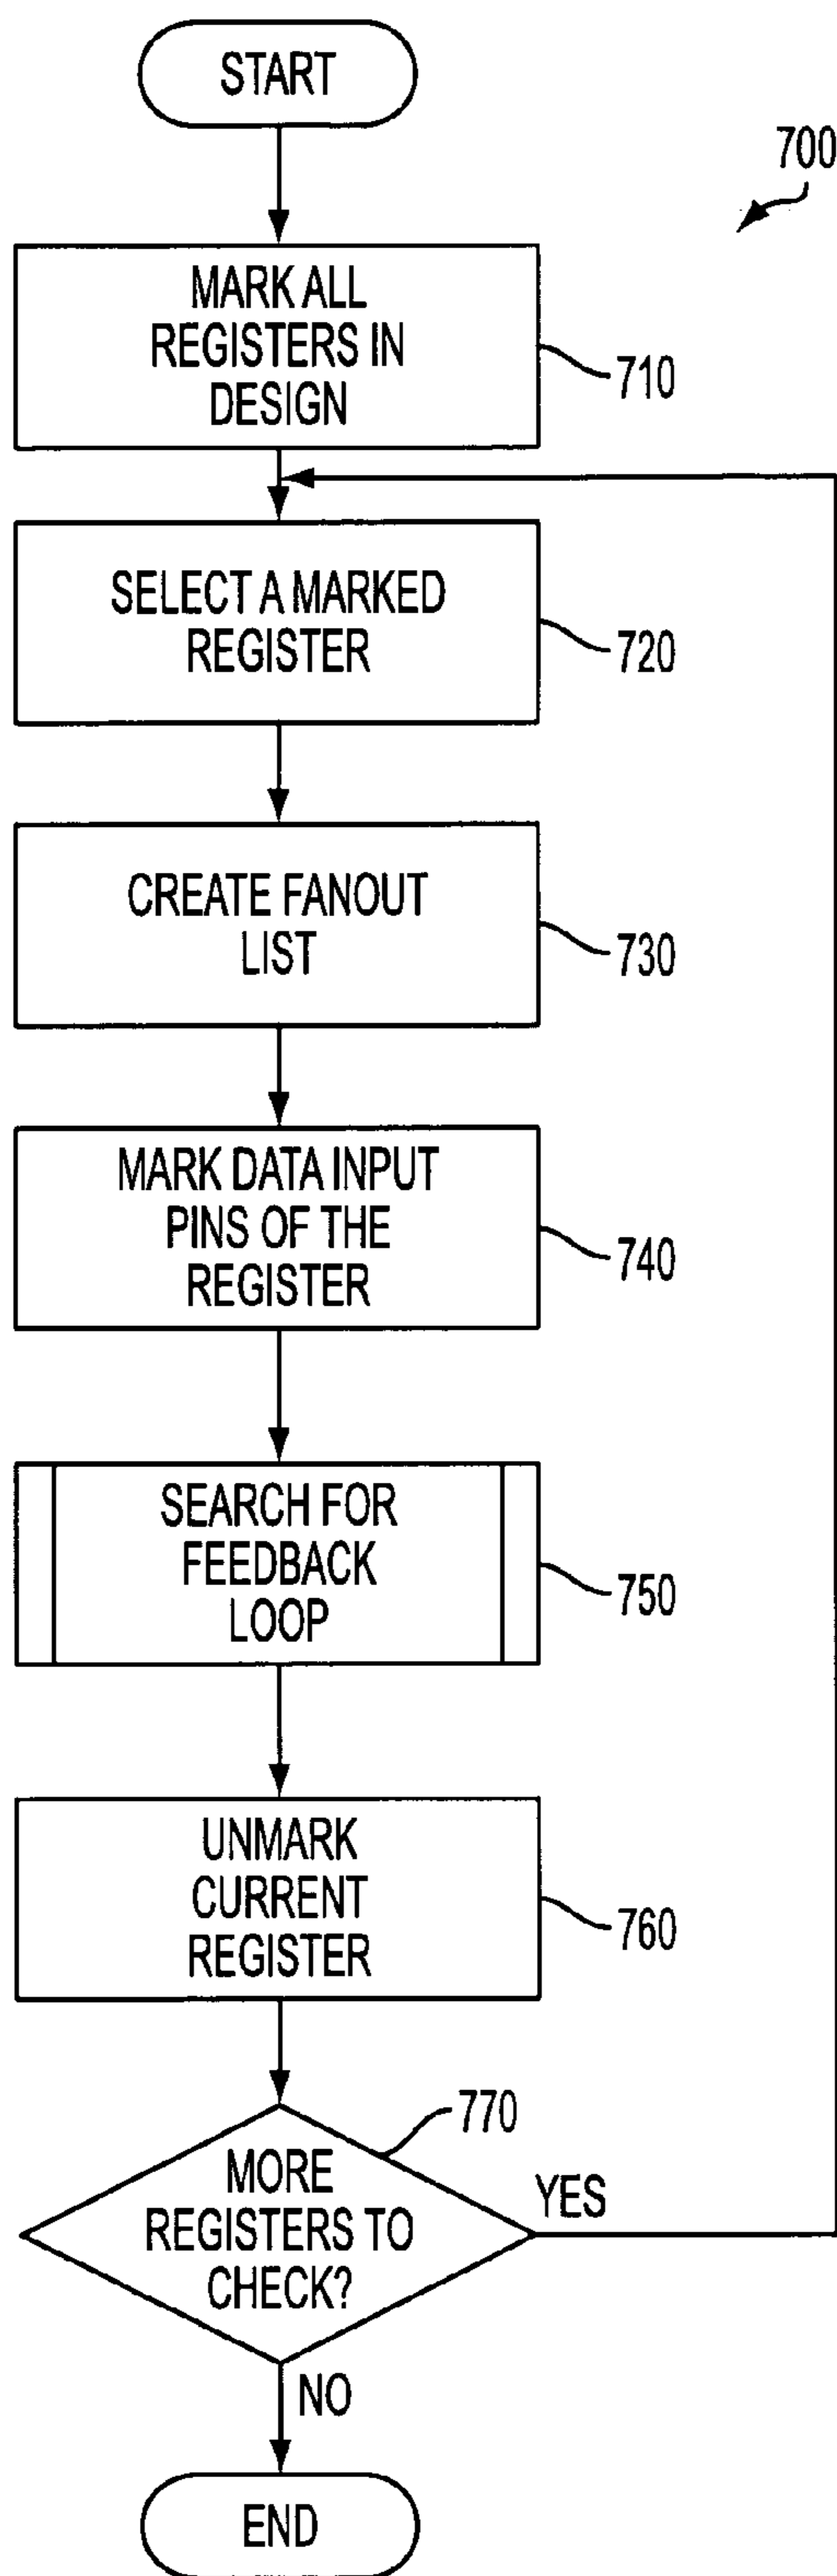 START
700
MARK ALL
REGISTERS IN
DESIGN
710
SELECT A MARKED
REGISTER
720
CREATE FANOUT
LIST
730
MARK DATA INPUT
PINS OF THE
REGISTER
740
SEARCH FOR
FEEDBACK
LOOP
750
UNMARK
CURRENT
REGISTER
760
770
MORE
REGISTERS TO
CHECK?
YES
NO
END